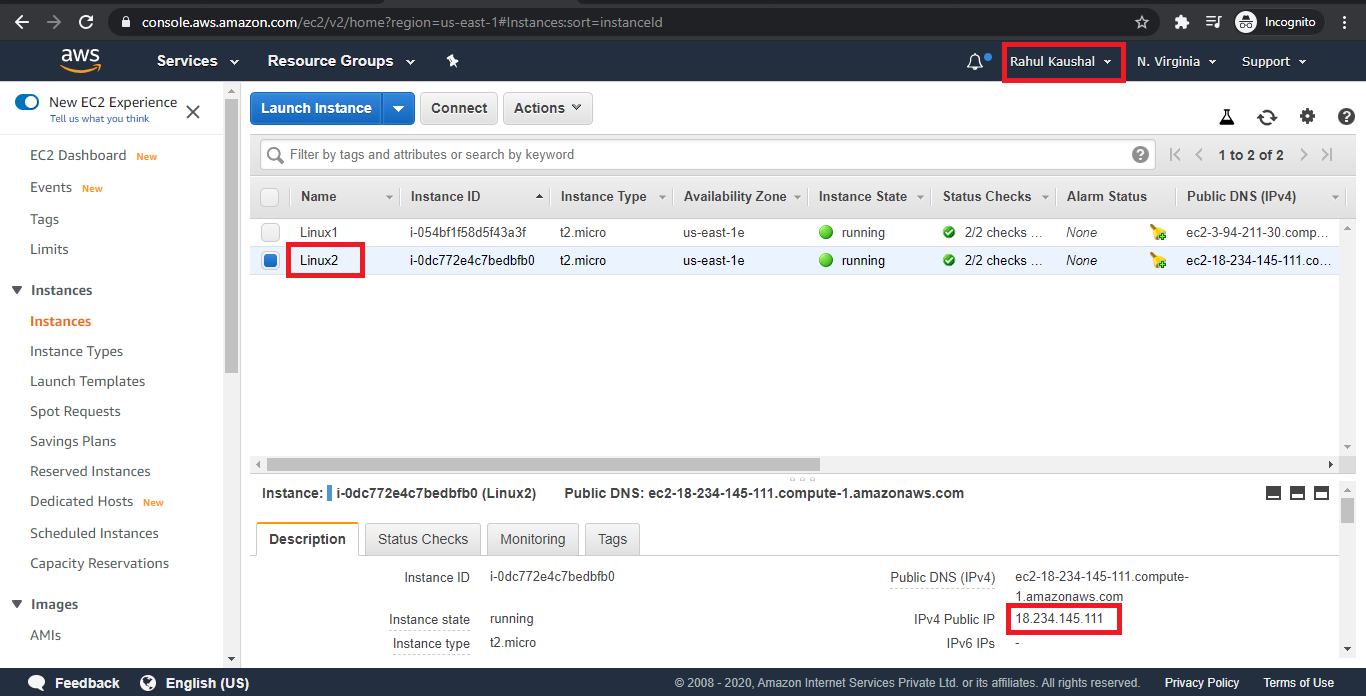 console.aws.amazon.com/ec2/v2/home?region=us-east-1#Instances:sort=instanceId
Incognito
aws
Services
Resource Groups
Rahul Kaushal
N. Virginia
Support
New EC2 Experience
Tell us what you think
EC2 Dashboard New
Events New
Tags
Limits
Instances
Instances
Instance Types
Launch Templates
Spot Requests
Savings Plans
Reserved Instances
Dedicated Hosts New
Scheduled Instances
Capacity Reservations
Images
AMIs
Launch Instance
Connect
Actions
Filter by tags and attributes or search by keyword
1 to 2 of 2
Name Instance ID Instance Type Availability Zone Instance State Status Checks Alarm Status Public DNS (IPv4)
Linux1 i-054bf1f58d5f43a3f t2.micro us-east-1e running 2/2 checks ... None ec2-3-94-211-30.comp...
Linux2 i-0dc772e4c7bedbfb0 t2.micro us-east-1e running 2/2 checks ... None ec2-18-234-145-111.co...
Instance: i-0dc772e4c7bedbfb0 (Linux2) Public DNS: ec2-18-234-145-111.compute-1.amazonaws.com
Description Status Checks Monitoring Tags
Instance ID i-0dc772e4c7bedbfb0
Instance state running
Instance type t2.micro
Public DNS (IPv4) ec2-18-234-145-111.compute-
1.amazonaws.com
IPv4 Public IP 18.234.145.111
IPv6 IPs -
Feedback
English (US)
© 2008 - 2020, Amazon Internet Services Private Ltd. or its affiliates. All rights reserved.
Privacy Policy
Terms of Use